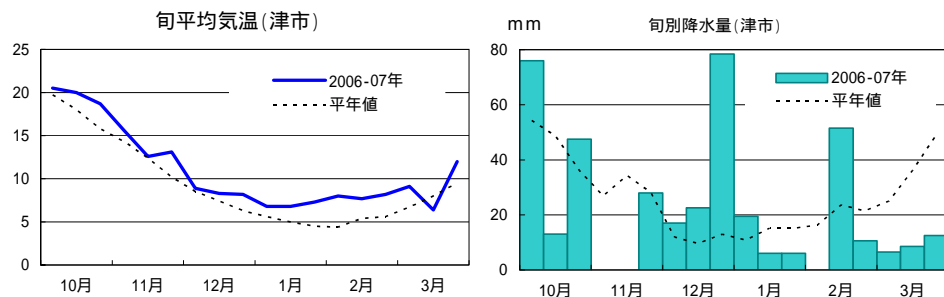 旬平均気温(津市)
25
20
15
10
5
0
2006-07年
平年値
10月 11月 12月 1月 2月 3月
mm 旬別降水量(津市)
80
60
40
20
0
2006-07年
平年値
10月 11月 12月 1月 2月 3月